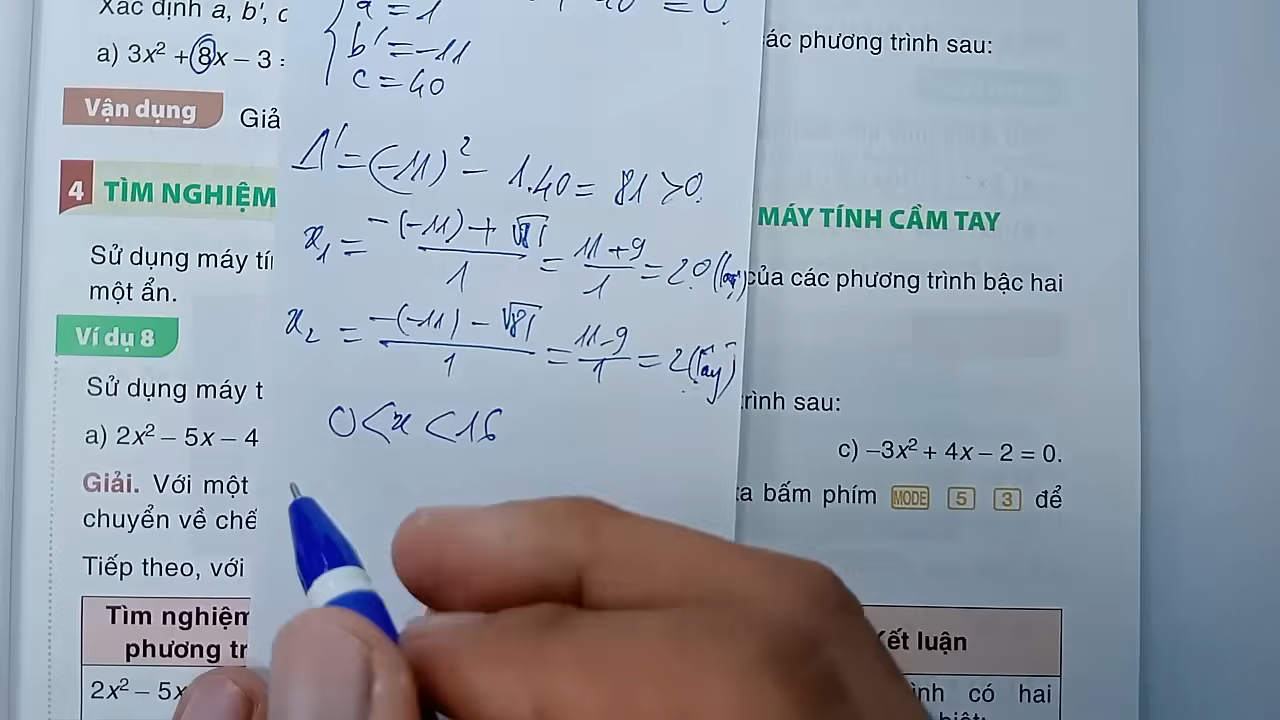 Xác định a, b', c
a) 3x² + 8x – 3 =
Vận dụng Giả
4 TÌM NGHIỆM
Sử dụng máy tí
một ẩn.
Ví dụ 8
Sử dụng máy t
a) 2x² – 5x – 4
Giải. Với một
chuyển về chế
Tiếp theo, với
Tìm nghiệm
phương tr
2x² – 5x
a = 1
b' = -11
c = 40
Δ' = (-11)² - 1.40 = 81 > 0.
x₁ = -(-11) + √81 / 1 = 11 + 9 / 1 = 20
x₂ = -(-11) - √81 / 1 = 11 - 9 / 1 = 2
0 < x < 16
ác phương trình sau:
MÁY TÍNH CẦM TAY
của các phương trình bậc hai
trình sau:
c) –3x² + 4x – 2 = 0.
ta bấm phím MODE 5 3 để
Kết luận
ình có hai
biệt: